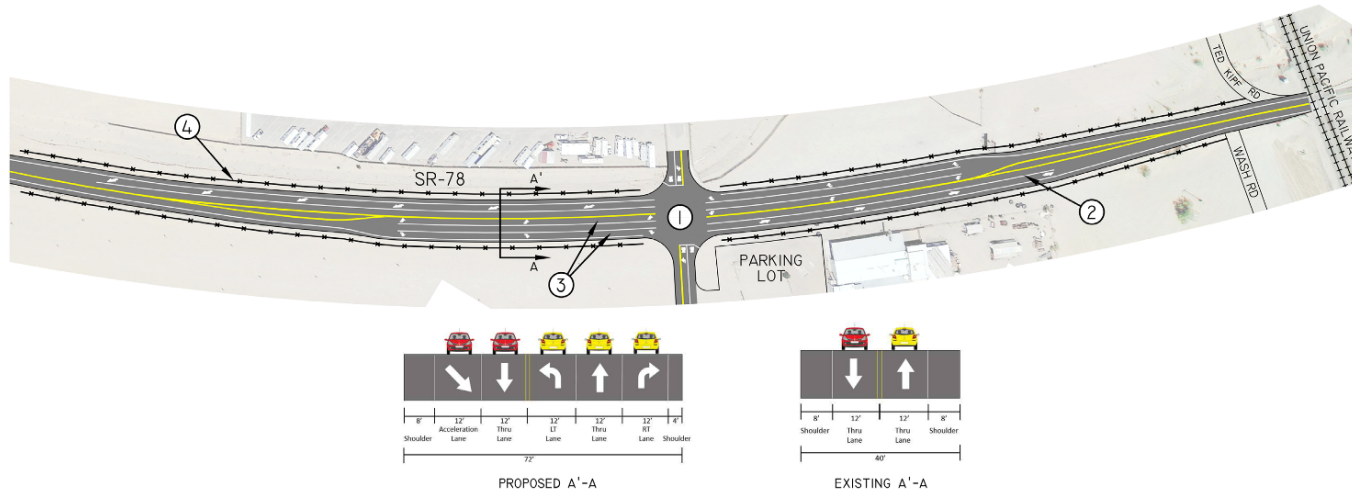 TED KIPF RD
UNION PACIFIC RAILWAY
4
SR-78
A'
WASH RD
1
2
A
3
PARKING
LOT
8'
12'
12'
12'
12'
12'
4'
Shoulder
Acceleration
Lane
Thru
Lane
LT
Lane
Thru
Lane
RT
Lane
Shoulder
72'
PROPOSED A'-A
8'
12'
12'
8'
Shoulder
Thru
Lane
Thru
Lane
Shoulder
40'
EXISTING A'-A